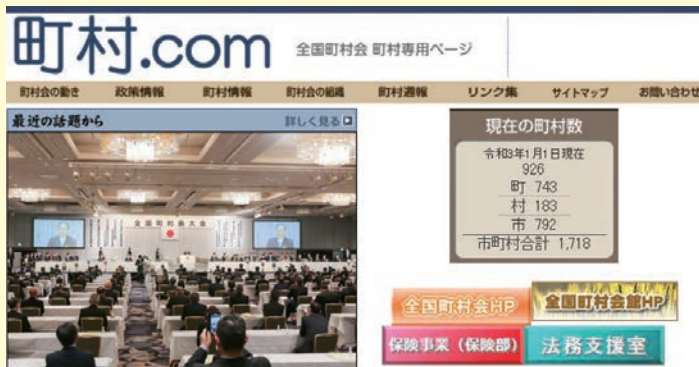 町村.com 全国町村会 町村専用ページ
町村会の動き 政策情報 町村情報 町村会の組織 町村週報 リンク集 サイトマップ お問い合わせ
最近の話題から 詳しく見る
全国町村長大会
現在の町村数
令和3年1月1日現在
926
町 743
村 183
市 792
市町村合計 1,718
全国町村会HP 全国町村会館HP
保険事業（保険部） 法務支援室